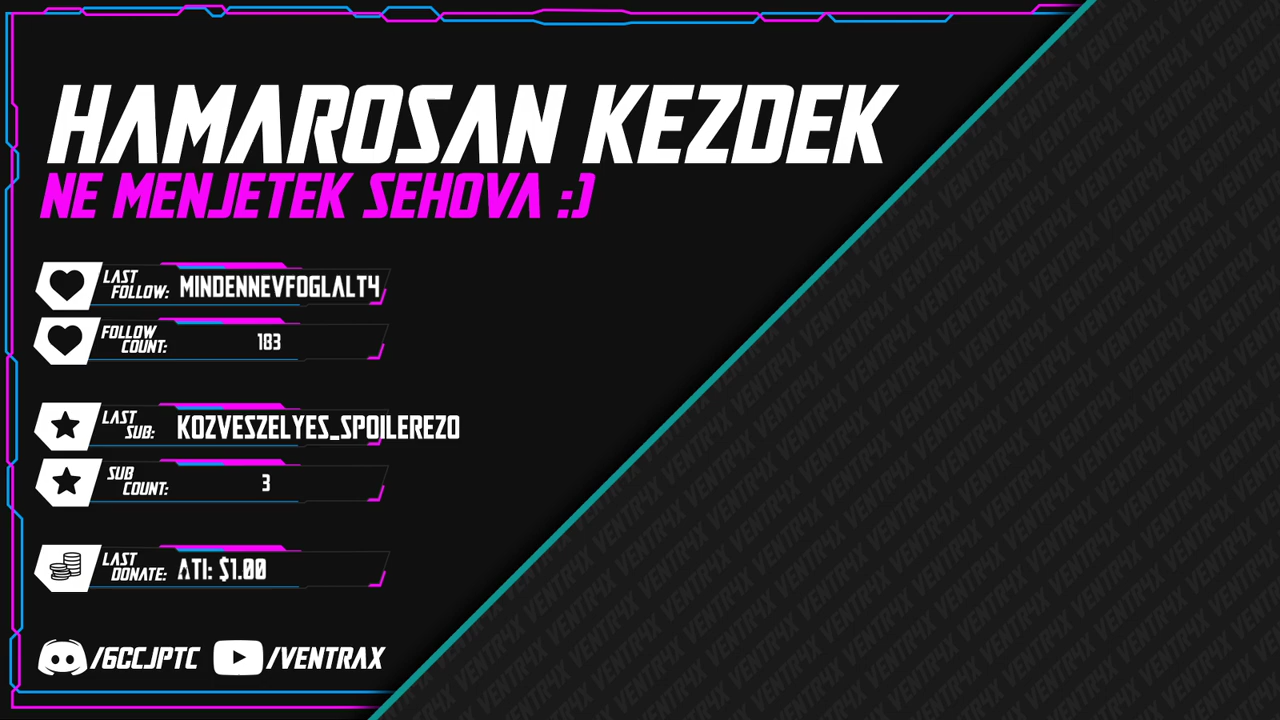 HAMAROSAN KEZDEK
NE MENJETEK SEHOVA :)
LAST FOLLOW: MINDENNEVFOGLALT4
FOLLOW COUNT: 183
LAST SUB: KOZVESZELYES_SPOILEREZO
SUB COUNT: 3
LAST DONATE: ATI: $1.00
/6CCJPTC /VENTRAX
VENTR4X